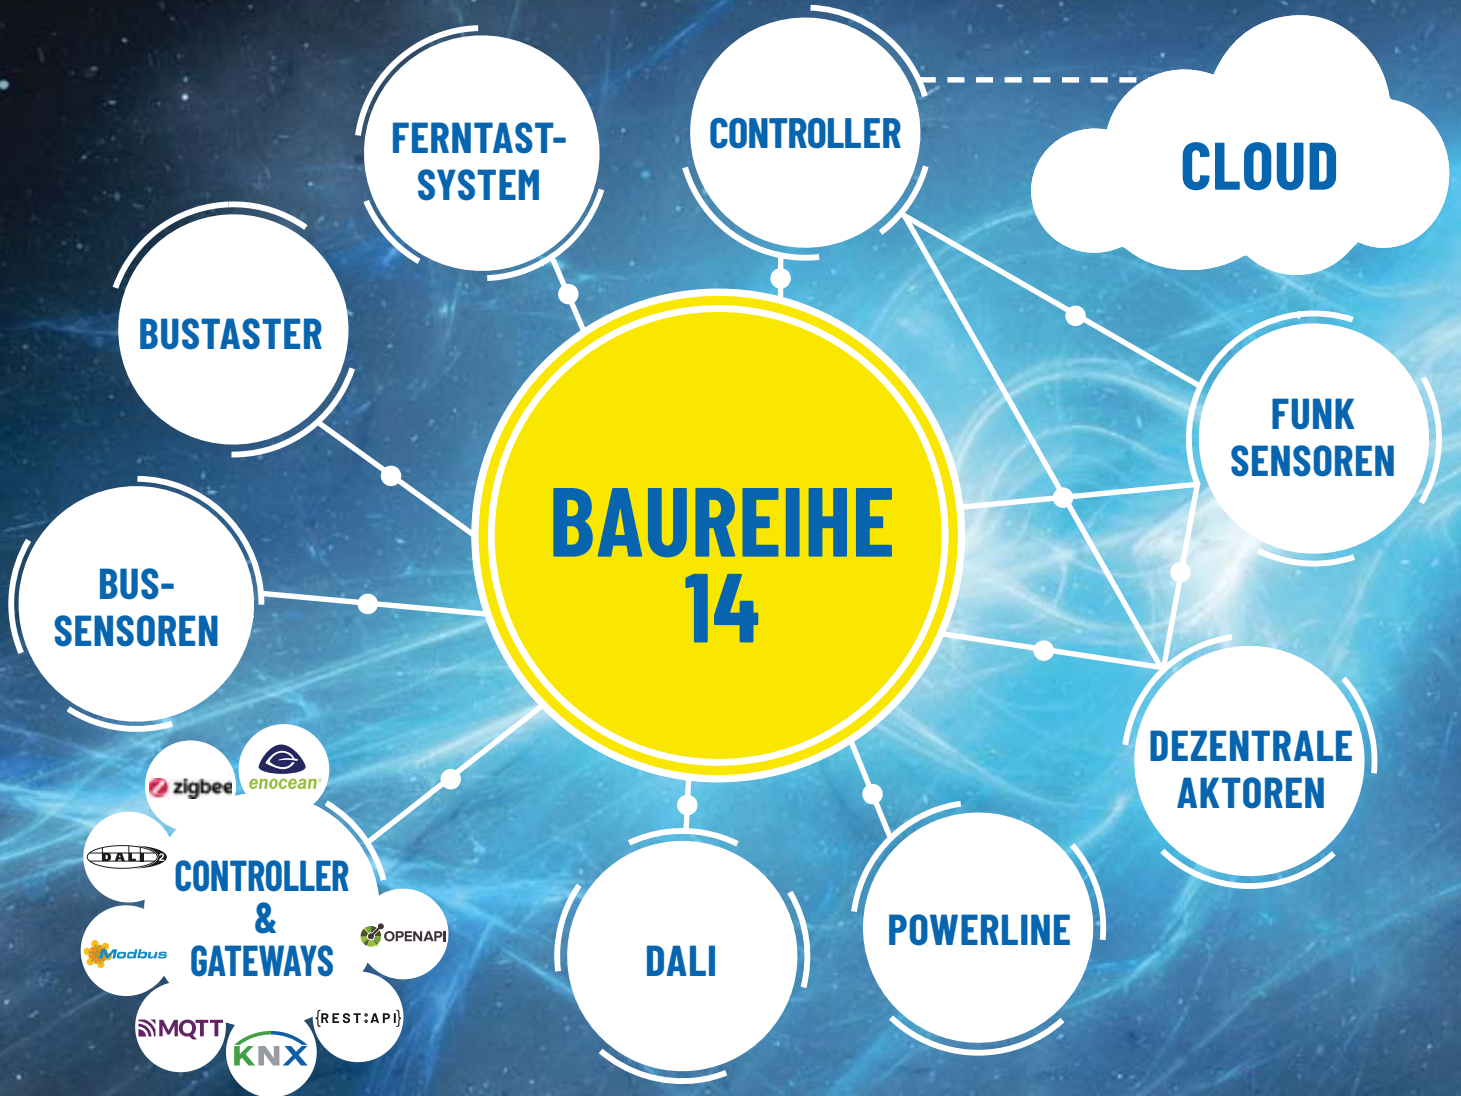 FERNTAST-
SYSTEM
CONTROLLER
CLOUD
BUSTASTER
FUNK
SENSOREN
BAUREIHE
14
BUS-
SENSOREN
DEZENTRALE
AKTOREN
zigbee
enocean®
DALI 2
CONTROLLER
&
GATEWAYS
Modbus
OPENAPI
MQTT
KNX
{REST:API}
DALI
POWERLINE